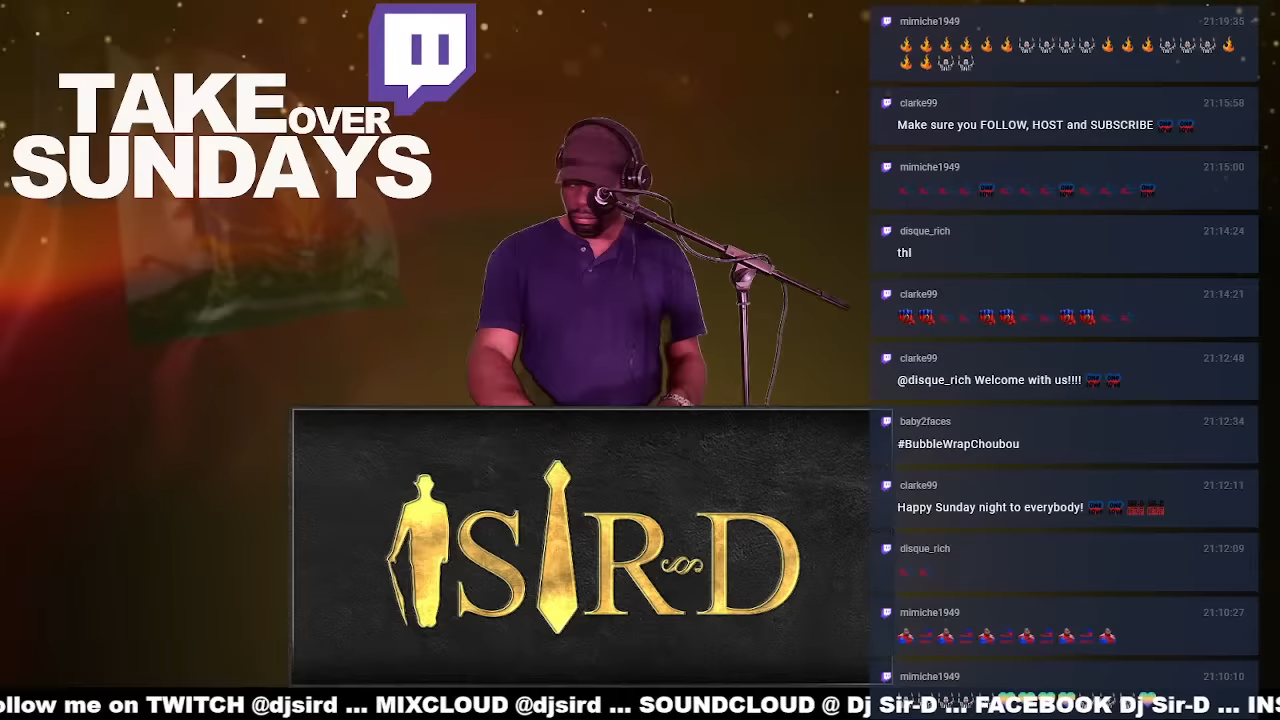 TAKE OVER
SUNDAYS
SIR D
mimiche1949 21:19:35
clarke99 21:15:58
Make sure you FOLLOW, HOST and SUBSCRIBE
mimiche1949 21:15:00
disque_rich 21:14:24
thl
clarke99 21:14:21
clarke99 21:12:48
@disque_rich Welcome with us!!!!
baby2faces 21:12:34
#BubbleWrapChoubou
clarke99 21:12:11
Happy Sunday night to everybody!
disque_rich 21:12:09
mimiche1949 21:10:27
mimiche1949 21:10:10
ollow me on TWITCH @djsird ... MIXCLOUD @djsird ... SOUNDCLOUD @ Dj Sir-D ... FACEBOOK Dj Sir-D ... INS